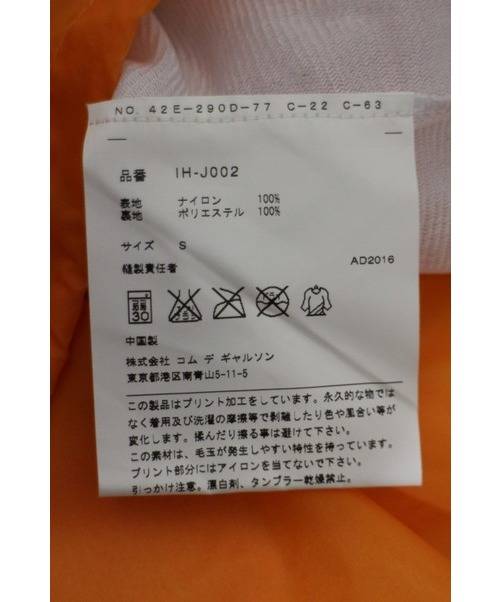 NO. 42E-290D-77 C-22 C-63
品番 IH-J002
表地 ナイロン 100%
裏地 ポリエステル 100%
サイズ S
縫製責任者 AD2016
30
中国製
株式会社 コム デ ギャルソン
東京都港区南青山5-11-5
この製品はプリント加工をしています。永久的な物では
なく着用及び洗濯の摩擦等で剥離したり色や風合い等が
変化します。揉んだり擦る事は避けて下さい。
この素材は、毛玉が発生しやすい特性を持っています。
プリント部分にはアイロンを当てないで下さい。
引っかけ注意。漂白剤、タンブラー乾燥禁止。